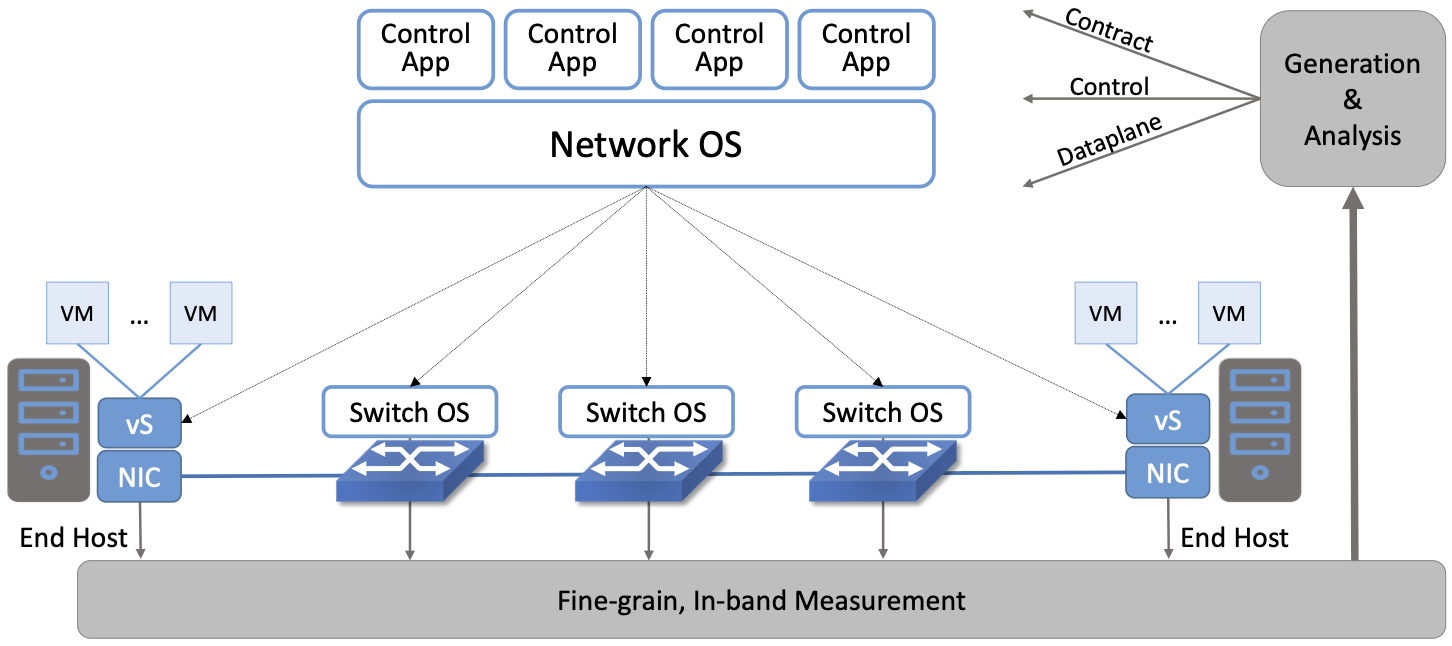 Control
App
Control
App
Control
App
Control
App
Contract
Control
Dataplane
Generation
&
Analysis
Network OS
VM
...
VM
VM
...
VM
vS
Switch OS
Switch OS
Switch OS
vS
NIC
NIC
End Host
End Host
Fine-grain, In-band Measurement